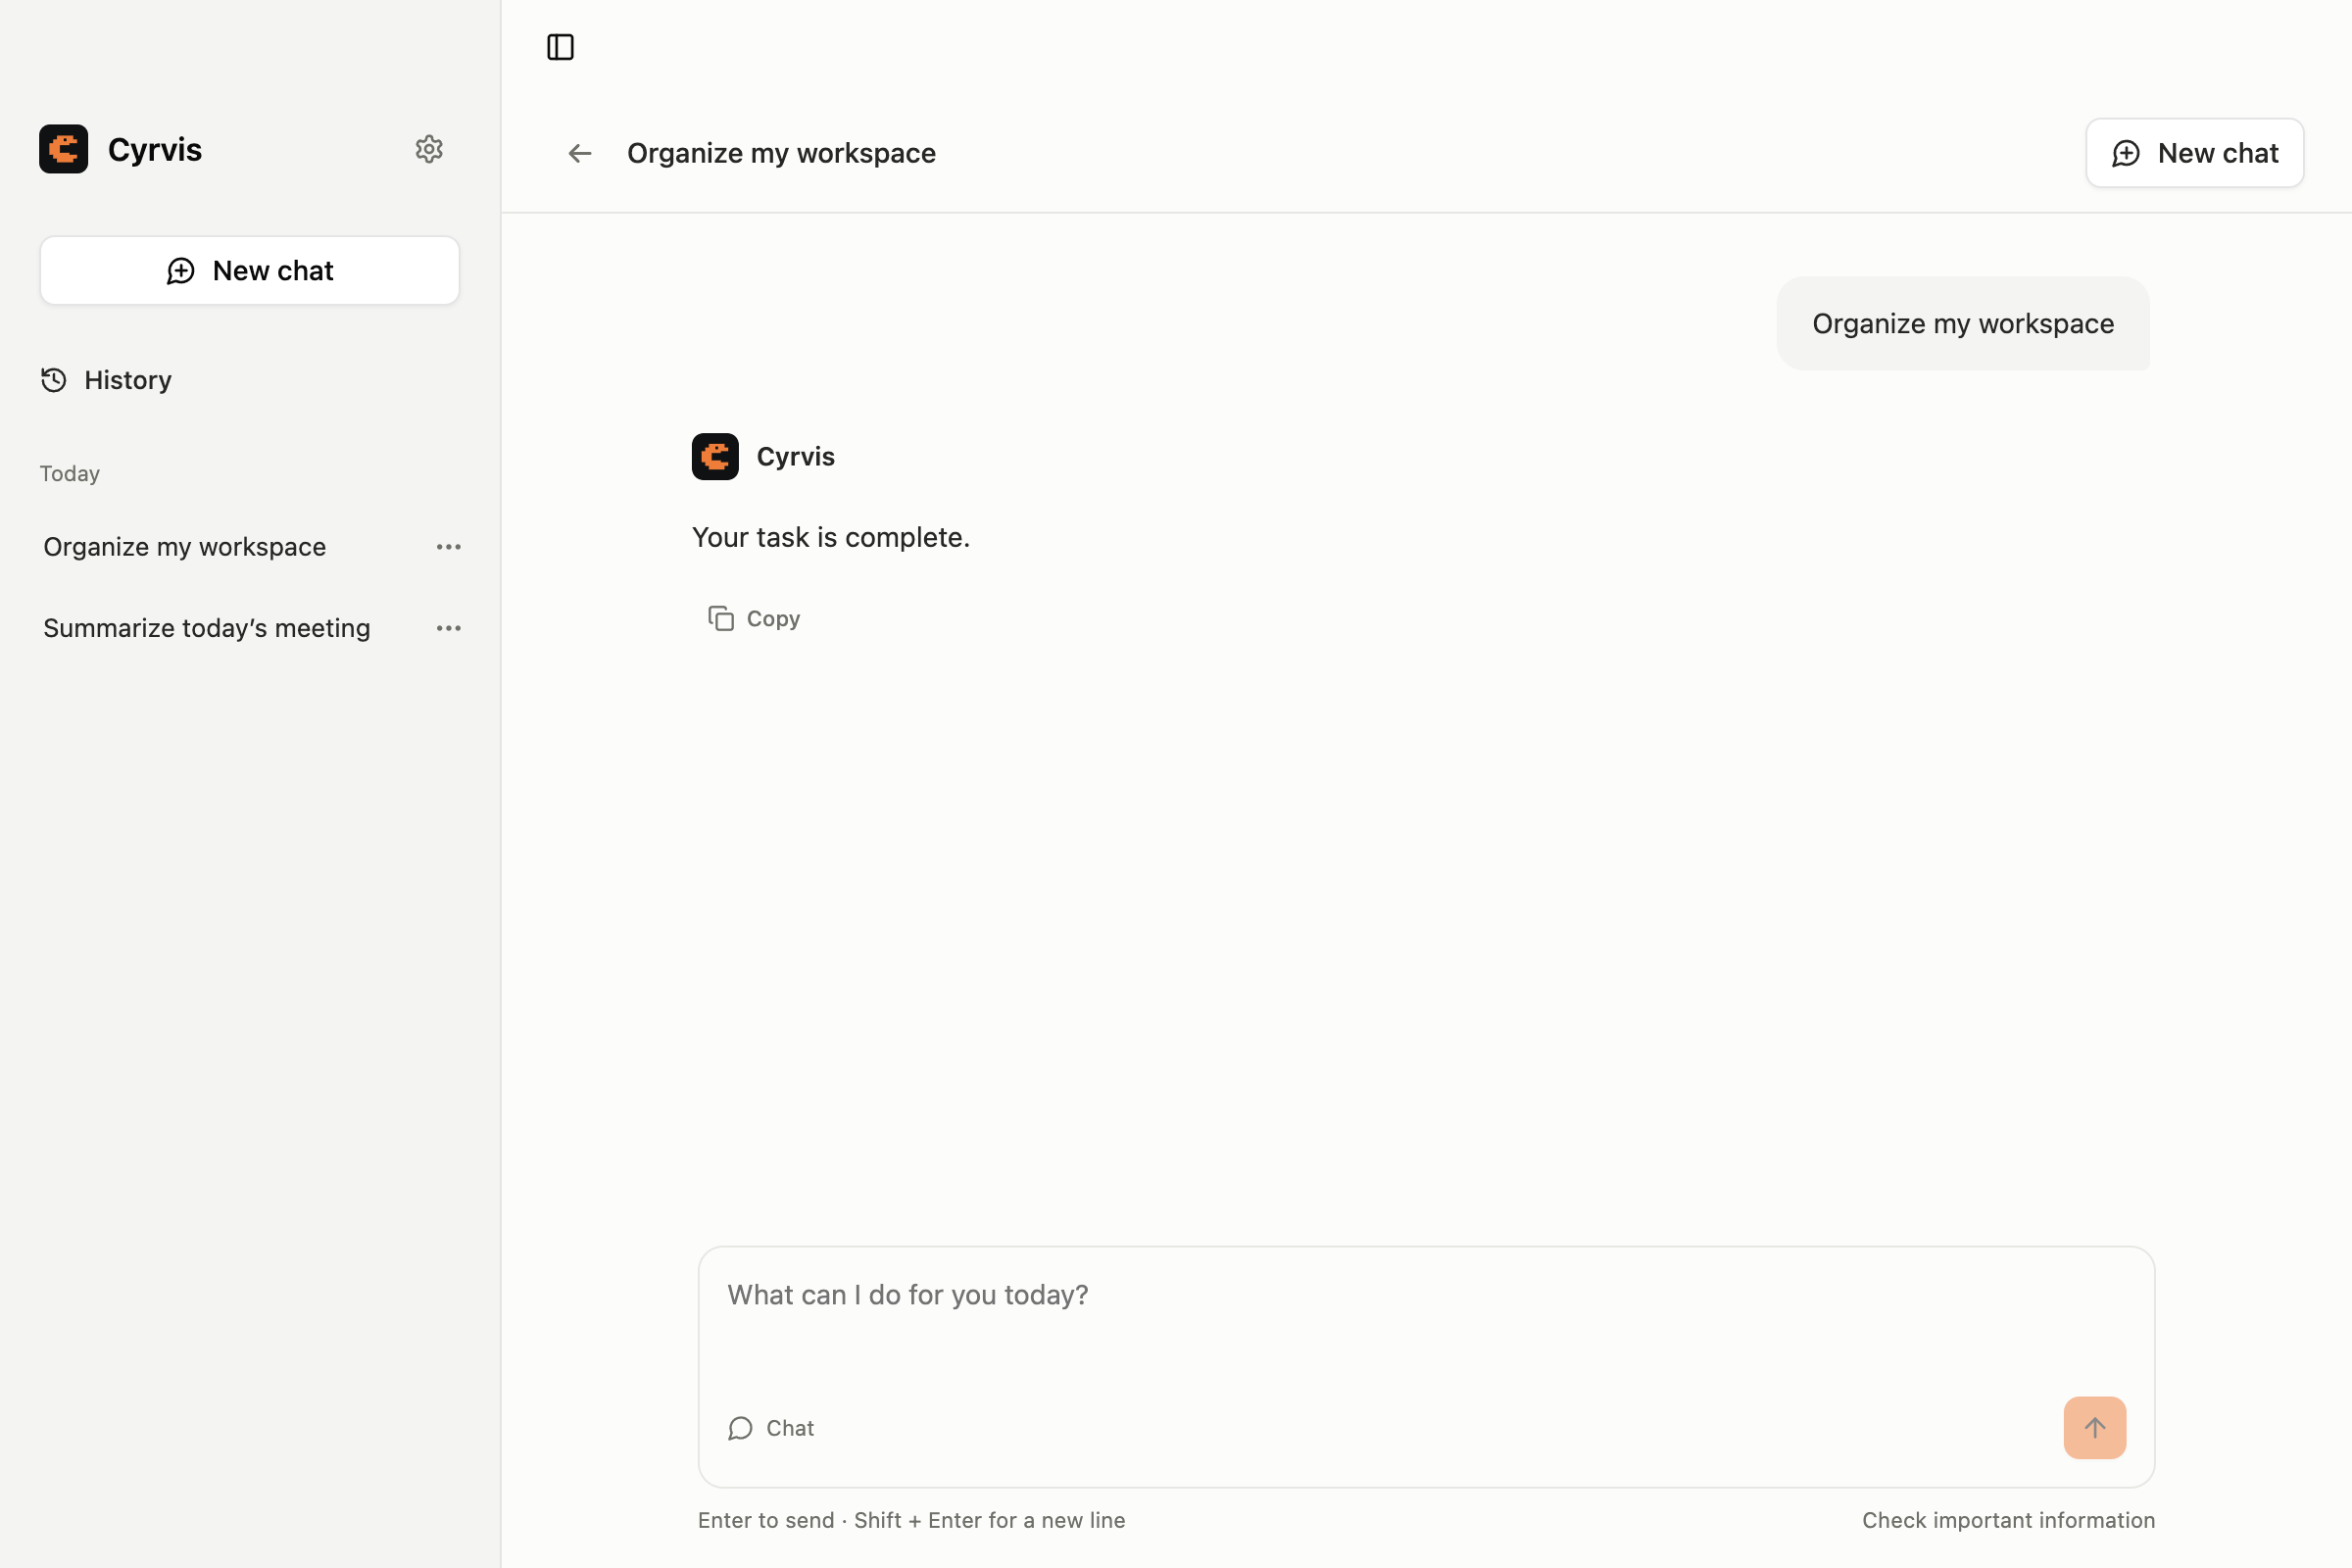 Cyrvis
New chat
History
Today
Organize my workspace
Summarize today’s meeting
Organize my workspace
New chat
Organize my workspace
Cyrvis
Your task is complete.
Copy
What can I do for you today?
Chat
Enter to send · Shift + Enter for a new line
Check important information